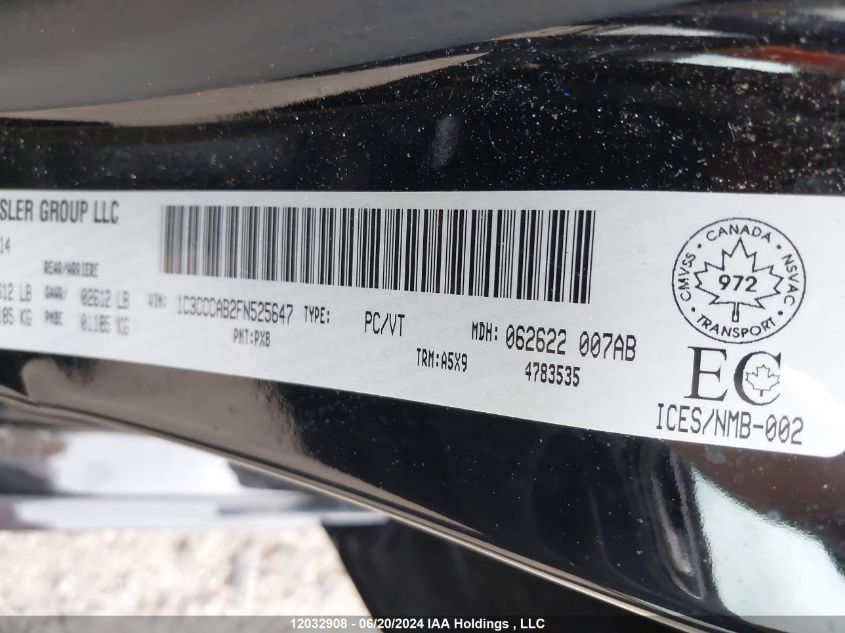 SLER GROUP LLC
14
REAR/ARRIERE
612 LB GAWR/ 02612 LB
185 KG PNBE 01185 KG
VIN: 1C3CCCAB2FN525647 TYPE: PC/VT MDH: 062622 007AB
PNT:PX8 TRM:A5X9 4783535
CMVSS · CANADA · NSVAC
972
TRANSPORT
EC
ICES/NMB-002
12032908 - 06/20/2024 IAA Holdings , LLC